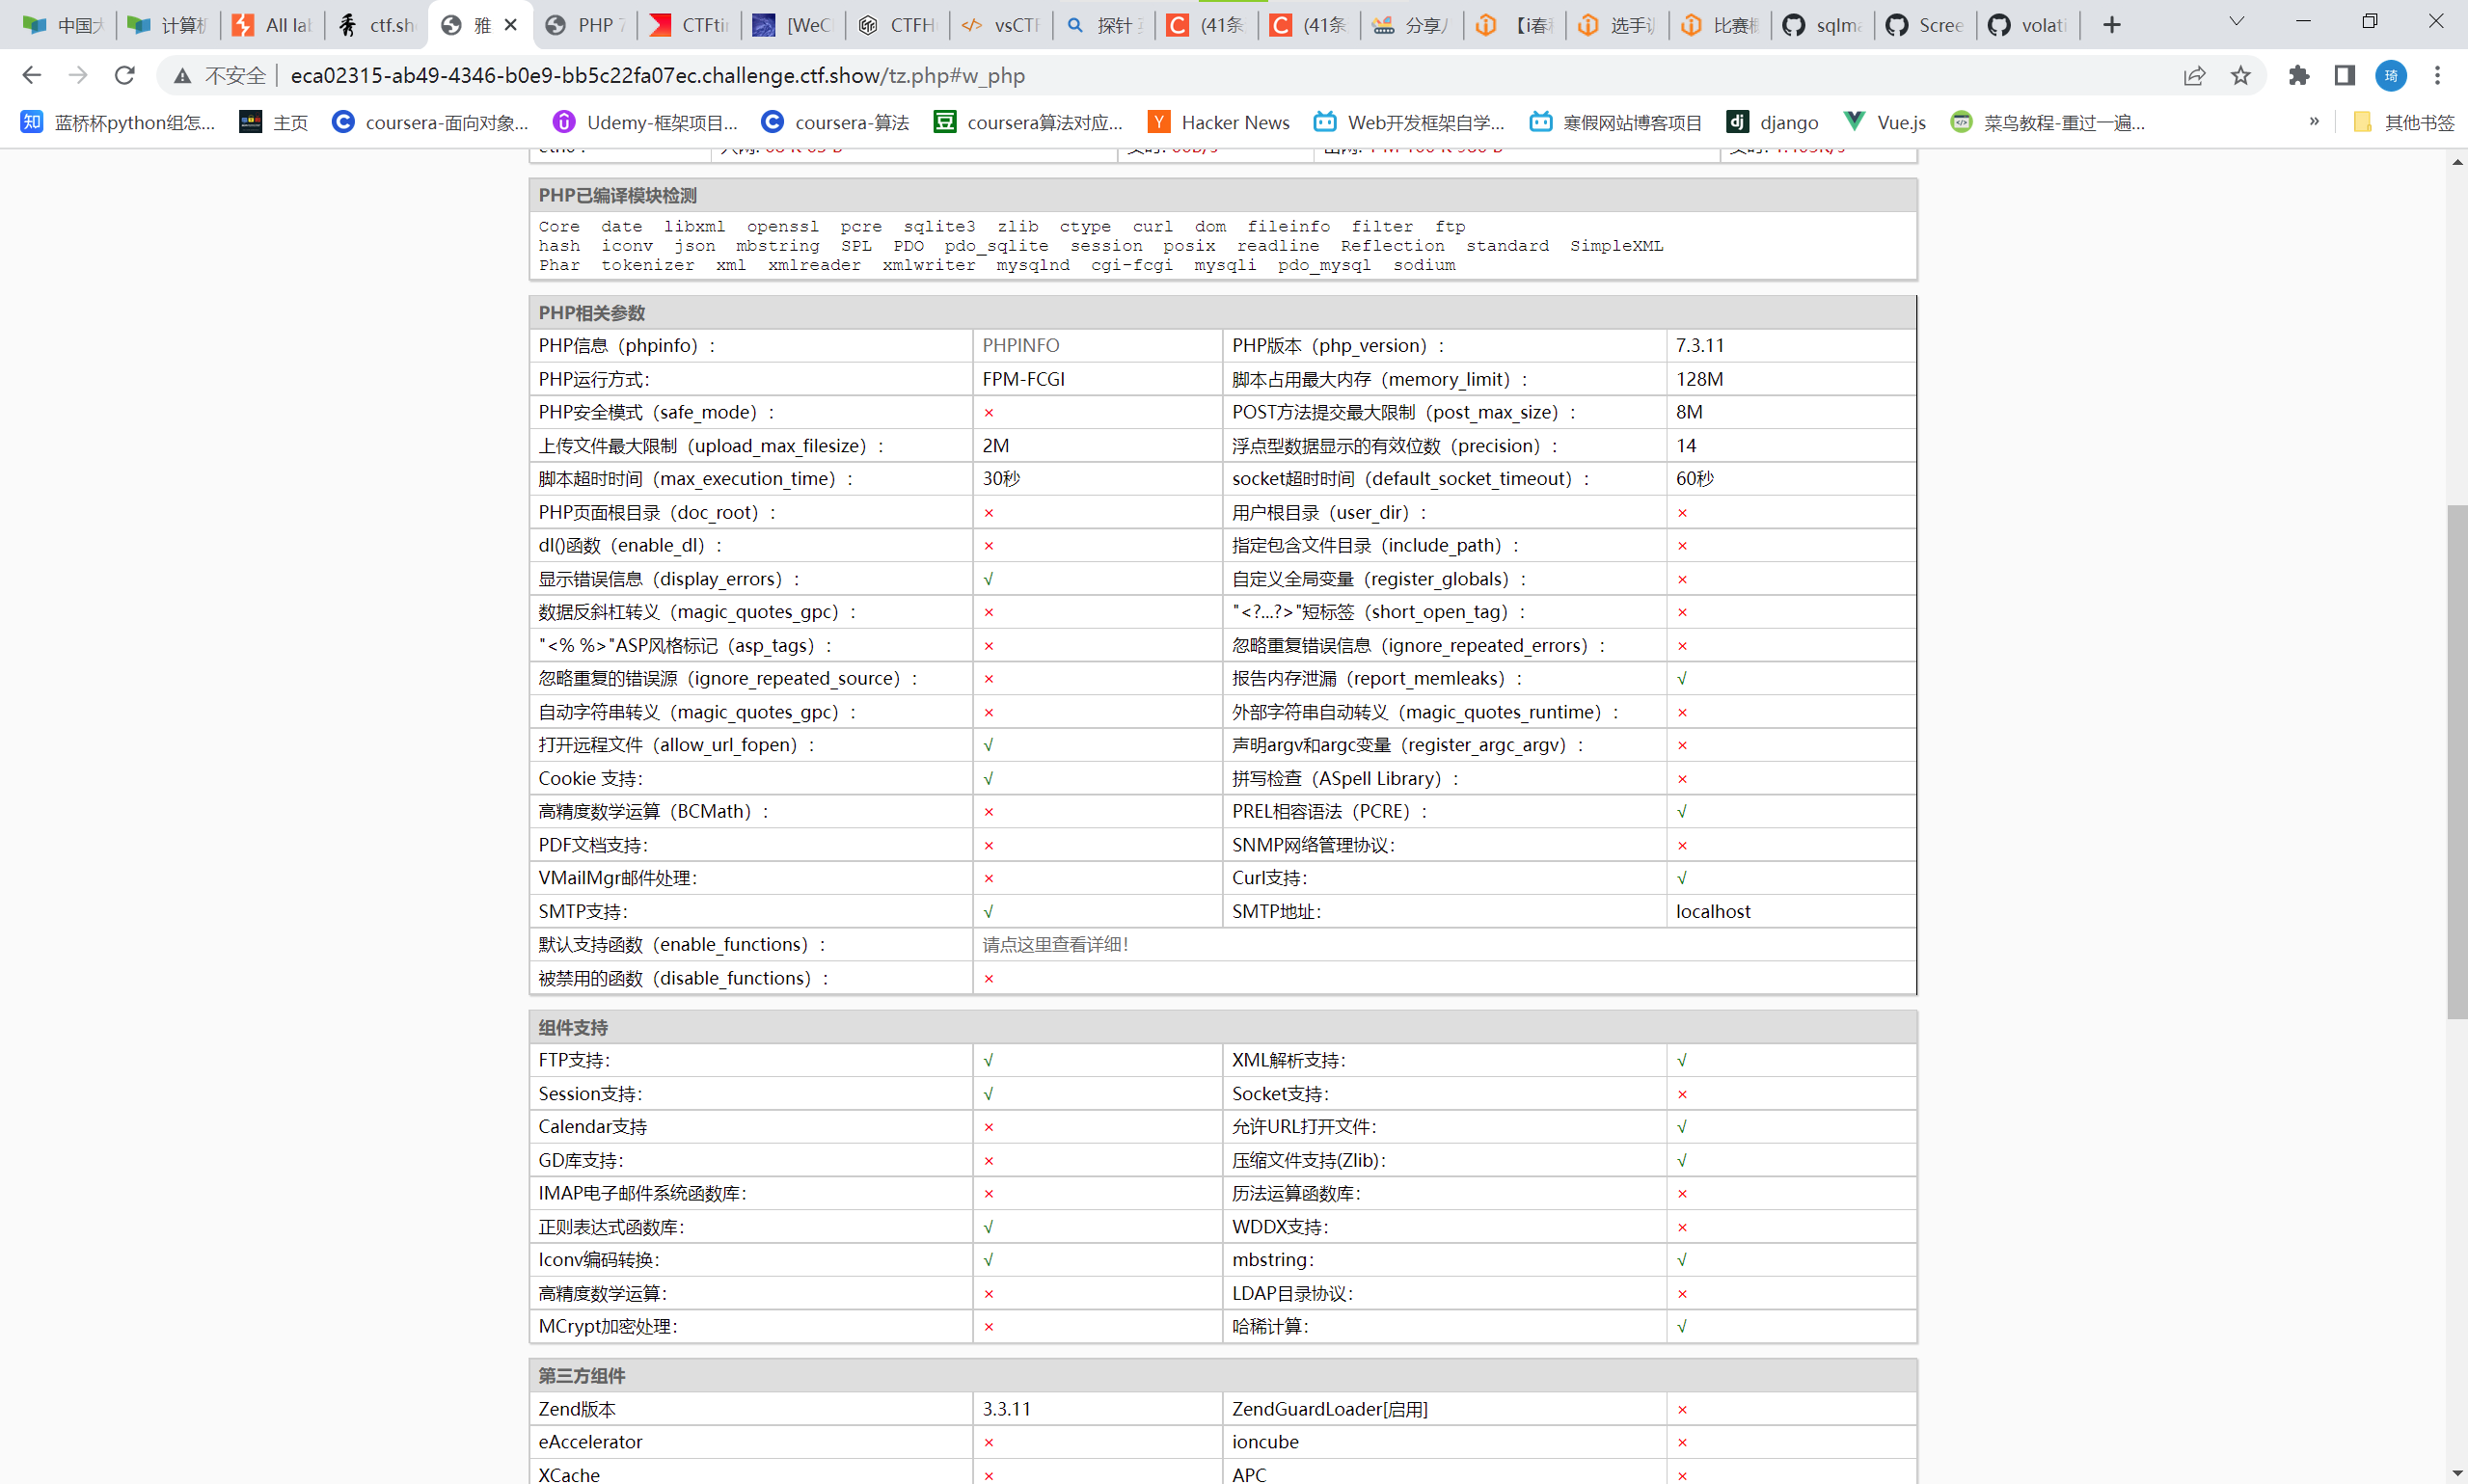 中国大 计算机 All lab ctf.sho 雅 PHP 7 CTFtim [WeC CTFH vsCTF 探针 (41条 (41条 分享 【i春秋 选手训 比赛概 sqlma Scree volati
不安全 eca02315-ab49-4346-b0e9-bb5c22fa07ec.challenge.ctf.show/tz.php#w_php 琦
蓝桥杯python组怎... 主页 coursera-面向对象... Udemy-框架项目... coursera-算法 coursera算法对应... Hacker News Web开发框架自学... 寒假网站博客项目 django Vue.js 菜鸟教程-重过一遍... » 其他书签
PHP已编译模块检测
Core date libxml openssl pcre sqlite3 zlib ctype curl dom fileinfo filter ftp
hash iconv json mbstring SPL PDO pdo_sqlite session posix readline Reflection standard SimpleXML
Phar tokenizer xml xmlreader xmlwriter mysqlnd cgi-fcgi mysqli pdo_mysql sodium
PHP相关参数
PHP信息（phpinfo）： PHPINFO PHP版本（php_version）： 7.3.11
PHP运行方式： FPM-FCGI 脚本占用最大内存（memory_limit）： 128M
PHP安全模式（safe_mode）： × POST方法提交最大限制（post_max_size）： 8M
上传文件最大限制（upload_max_filesize）： 2M 浮点型数据显示的有效位数（precision）： 14
脚本超时时间（max_execution_time）： 30秒 socket超时时间（default_socket_timeout）： 60秒
PHP页面根目录（doc_root）： × 用户根目录（user_dir）： ×
dl()函数（enable_dl）： × 指定包含文件目录（include_path）： ×
显示错误信息（display_errors）： √ 自定义全局变量（register_globals）： ×
数据反斜杠转义（magic_quotes_gpc）： × "<?...?>"短标签（short_open_tag）： ×
"<% %>"ASP风格标记（asp_tags）： × 忽略重复错误信息（ignore_repeated_errors）： ×
忽略重复的错误源（ignore_repeated_source）： × 报告内存泄漏（report_memleaks）： √
自动字符串转义（magic_quotes_gpc）： × 外部字符串自动转义（magic_quotes_runtime）： ×
打开远程文件（allow_url_fopen）： √ 声明argv和argc变量（register_argc_argv）： ×
Cookie 支持： √ 拼写检查（ASpell Library）： ×
高精度数学运算（BCMath）： × PREL相容语法（PCRE）： √
PDF文档支持： × SNMP网络管理协议： ×
VMailMgr邮件处理： × Curl支持： √
SMTP支持： √ SMTP地址： localhost
默认支持函数（enable_functions）： 请点这里查看详细！
被禁用的函数（disable_functions）： ×
组件支持
FTP支持： √ XML解析支持： √
Session支持： √ Socket支持： ×
Calendar支持 × 允许URL打开文件： √
GD库支持： × 压缩文件支持(Zlib)： √
IMAP电子邮件系统函数库： × 历法运算函数库： ×
正则表达式函数库： √ WDDX支持： ×
Iconv编码转换： √ mbstring： √
高精度数学运算： × LDAP目录协议： ×
MCrypt加密处理： × 哈稀计算： √
第三方组件
Zend版本 3.3.11 ZendGuardLoader[启用] ×
eAccelerator × ioncube ×
XCache × APC ×